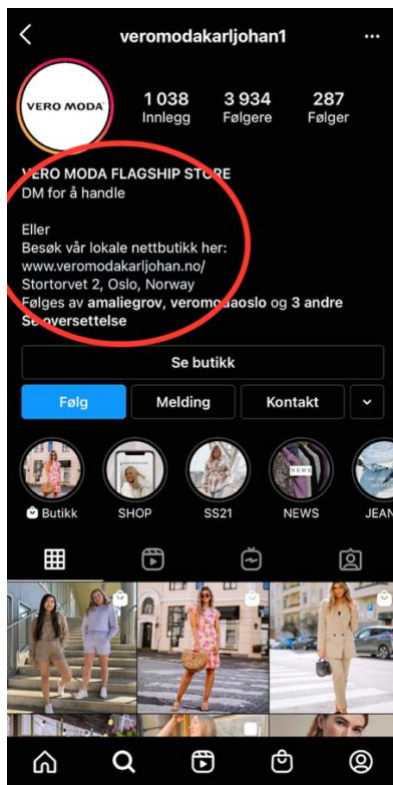 veromodakarljohan1
VERO MODA
1 038 3 934 287
Innlegg Følgere Følger
VERO MODA FLAGSHIP STORE
DM for å handle
Eller
Besøk vår lokale nettbutikk her:
www.veromodakarljohan.no/
Stortorvet 2, Oslo, Norway
Følges av amaliegrov, veromodaoslo og 3 andre
Se oversettelse
Se butikk
Følg Melding Kontakt
Butikk SHOP SS21 NEWS JEAN
NEWS